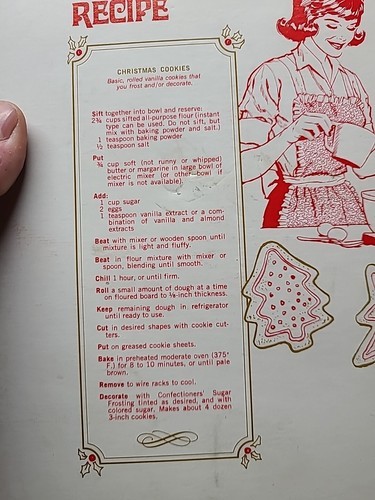 RECIPE
CHRISTMAS COOKIES
Basic, rolled vanilla cookies that
you frost and/or decorate.
Sift together into bowl and reserve:
2¾ cups sifted all-purpose flour (instant
type can be used. Do not sift, but
mix with baking powder and salt.)
1 teaspoon baking powder
½ teaspoon salt
Put
¾ cup soft (not runny or whipped)
butter or margarine in large bowl of
electric mixer (or other bowl if
mixer is not available).
Add:
1 cup sugar
2 eggs
1 teaspoon vanilla extract or a com-
bination of vanilla and almond
extracts
Beat with mixer or wooden spoon until
mixture is light and fluffy.
Beat in flour mixture with mixer or
spoon, blending until smooth.
Chill 1 hour, or until firm.
Roll a small amount of dough at a time
on floured board to ⅛-inch thickness.
Keep remaining dough in refrigerator
until ready to use.
Cut in desired shapes with cookie cut-
ters.
Put on greased cookie sheets.
Bake in preheated moderate oven (375°
F.) for 8 to 10 minutes, or until pale
brown.
Remove to wire racks to cool.
Decorate with Confectioners' Sugar
Frosting tinted as desired, and with
colored sugar. Makes about 4 dozen
3-inch cookies.